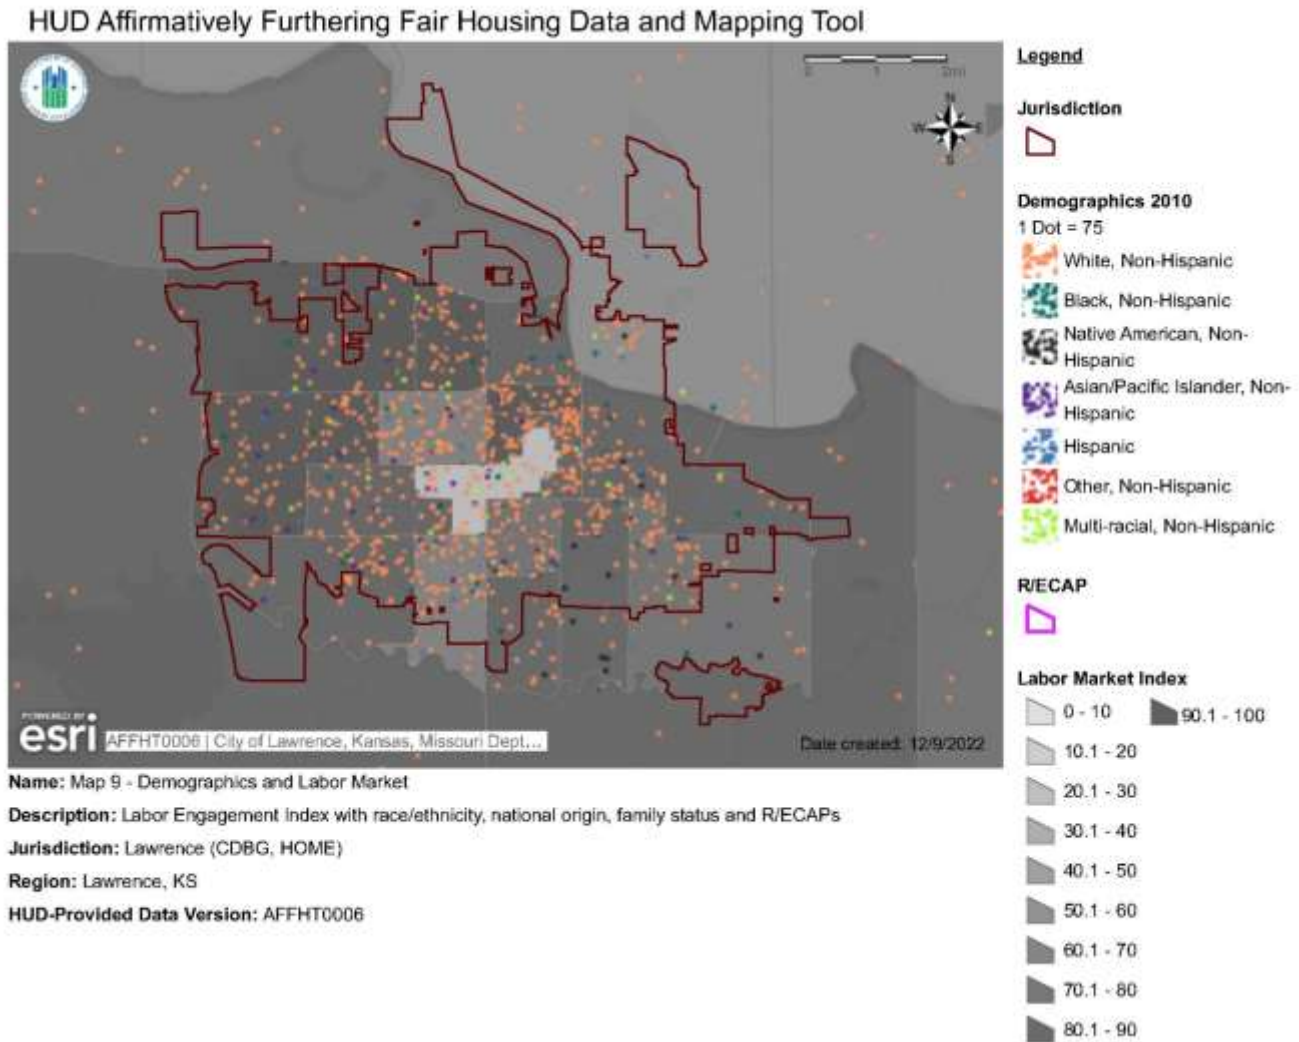 HUD Affirmatively Furthering Fair Housing Data and Mapping Tool
0 1 2mi
N
W E
S
POWERED BY
esri
AFFHT0006 | City of Lawrence, Kansas, Missouri Dept...
Date created: 12/9/2022
Name: Map 9 - Demographics and Labor Market
Description: Labor Engagement Index with race/ethnicity, national origin, family status and R/ECAPs
Jurisdiction: Lawrence (CDBG, HOME)
Region: Lawrence, KS
HUD-Provided Data Version: AFFHT0006
Legend
Jurisdiction
Demographics 2010
1 Dot = 75
White, Non-Hispanic
Black, Non-Hispanic
Native American, Non-
Hispanic
Asian/Pacific Islander, Non-
Hispanic
Hispanic
Other, Non-Hispanic
Multi-racial, Non-Hispanic
R/ECAP
Labor Market Index
0 - 10 90.1 - 100
10.1 - 20
20.1 - 30
30.1 - 40
40.1 - 50
50.1 - 60
60.1 - 70
70.1 - 80
80.1 - 90